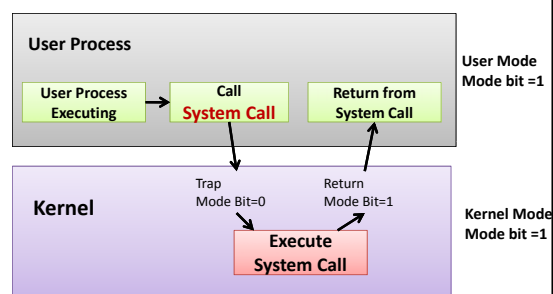 User Process
User Mode
Mode bit =1
User Process
Executing
Call
System Call
Return from
System Call
Trap
Mode Bit=0
Return
Mode Bit=1
Kernel
Kernel Mode
Mode bit =1
Execute
System Call